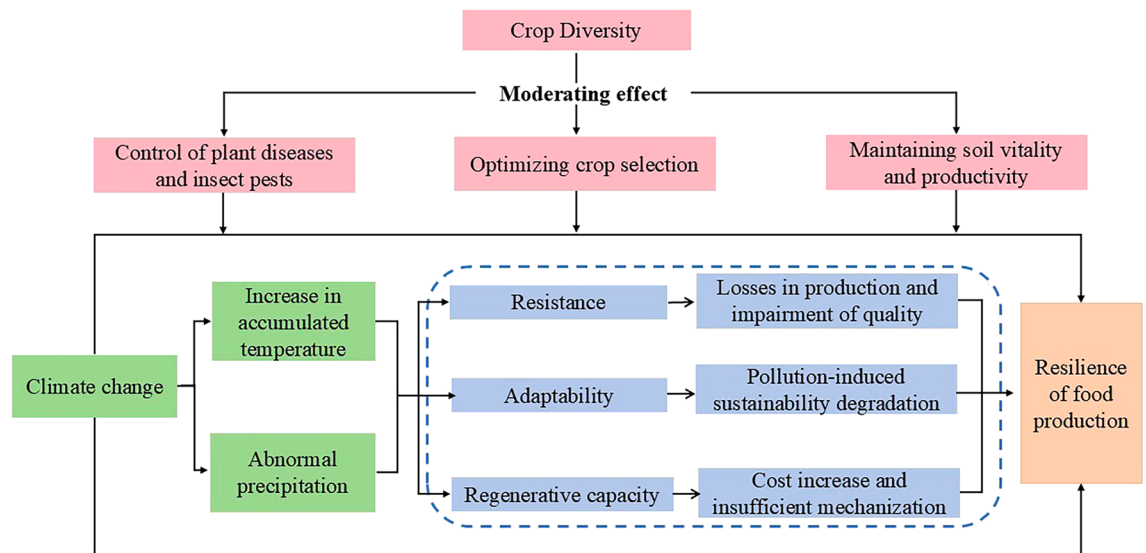 Crop Diversity
Moderating effect
Control of plant diseases
and insect pests
Optimizing crop selection
Maintaining soil vitality
and productivity
Increase in
accumulated
temperature
Resistance
Losses in production and
impairment of quality
Climate change
Adaptability
Pollution-induced
sustainability degradation
Resilience
of food
production
Abnormal
precipitation
Regenerative capacity
Cost increase and
insufficient mechanization